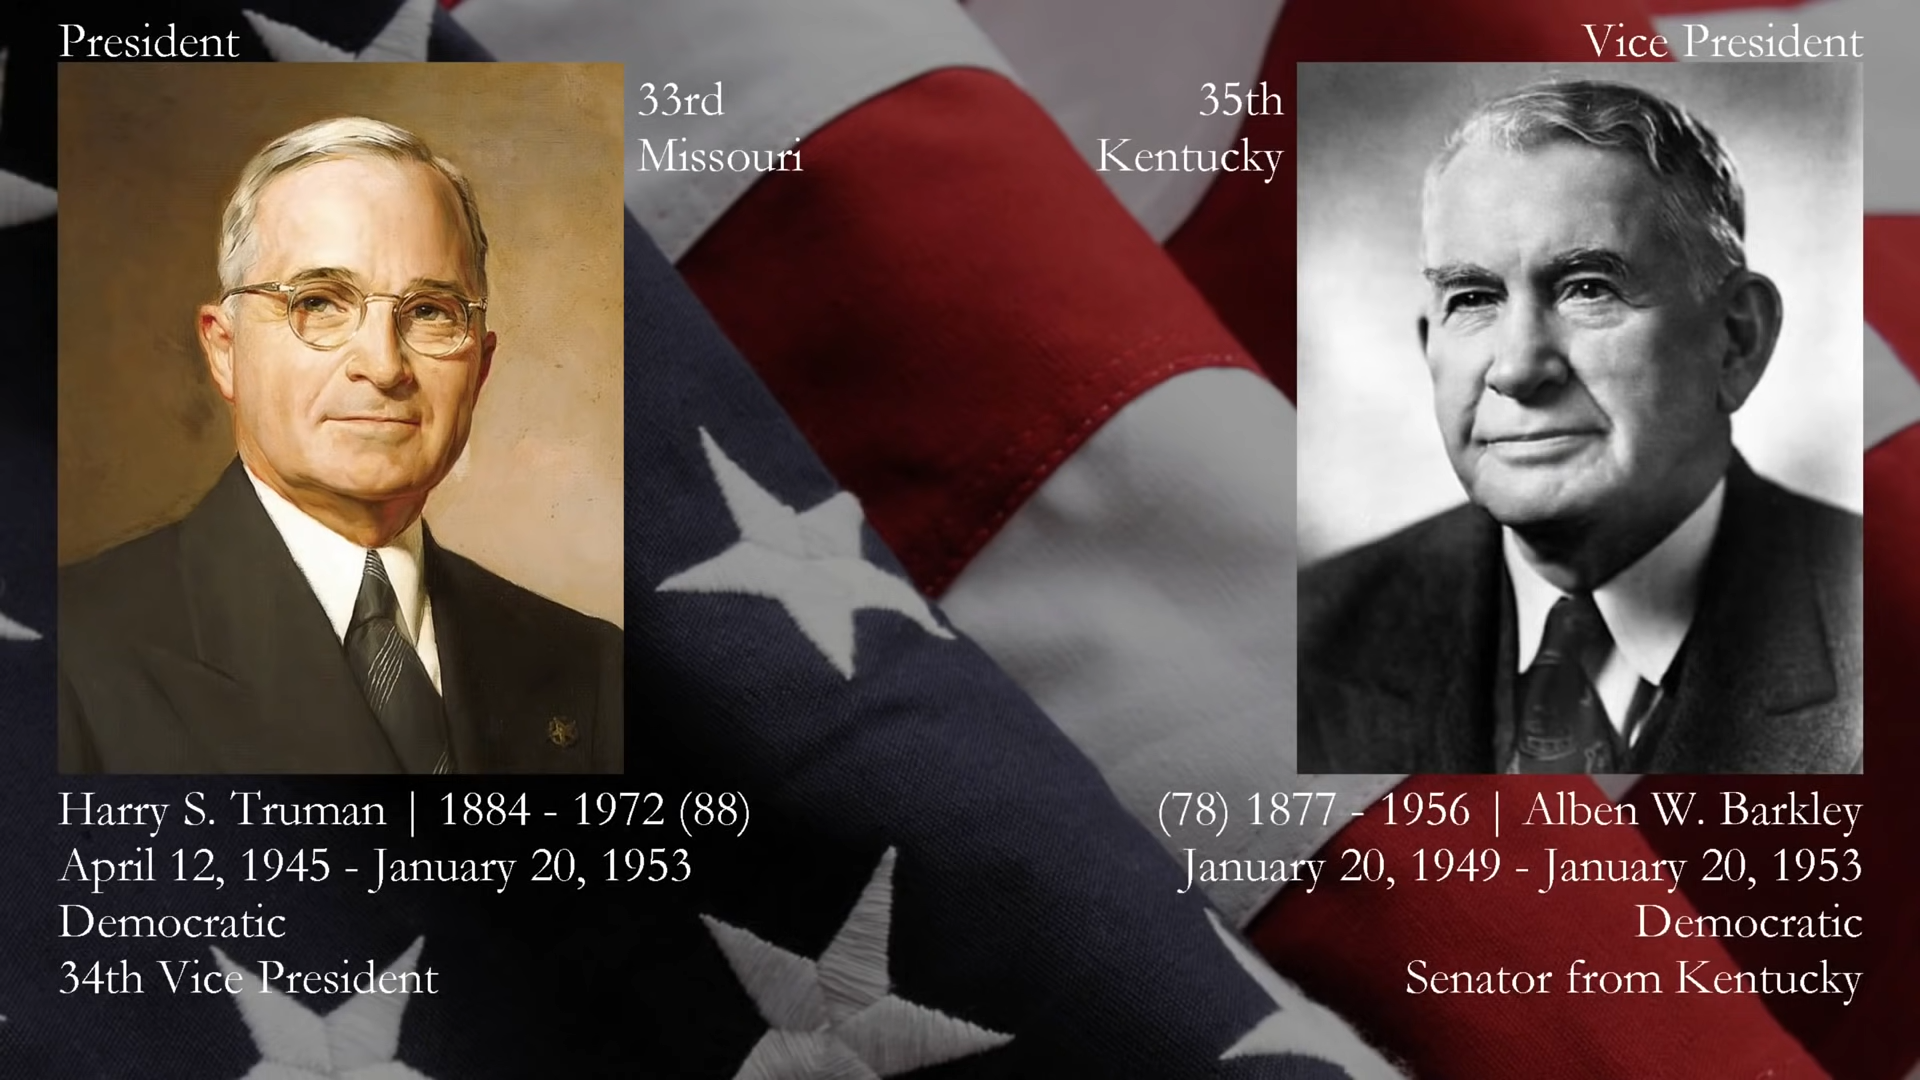 President
33rd
Missouri
Harry S. Truman | 1884 - 1972 (88)
April 12, 1945 - January 20, 1953
Democratic
34th Vice President
Vice President
35th
Kentucky
(78) 1877 - 1956 | Alben W. Barkley
January 20, 1949 - January 20, 1953
Democratic
Senator from Kentucky